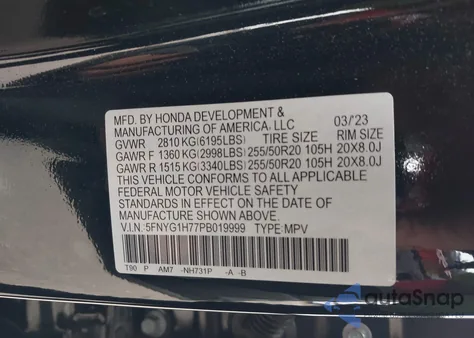 MFD. BY HONDA DEVELOPMENT & 03/'23
MANUFACTURING OF AMERICA, LLC
GVWR 2810 KG(6195LBS) TIRE SIZE RIM SIZE
GAWR F 1360 KG(2998LBS) 255/50R20 105H 20X8.0J
GAWR R 1515 KG(3340LBS) 255/50R20 105H 20X8.0J
THIS VEHICLE CONFORMS TO ALL APPLICABLE
FEDERAL MOTOR VEHICLE SAFETY
STANDARDS IN EFFECT ON THE DATE OF
MANUFACTURE SHOWN ABOVE.
V.I.N.:5FNYG1H77PB019999 TYPE:MPV
T90 P AM7 -NH731P -A -B
autoSnap